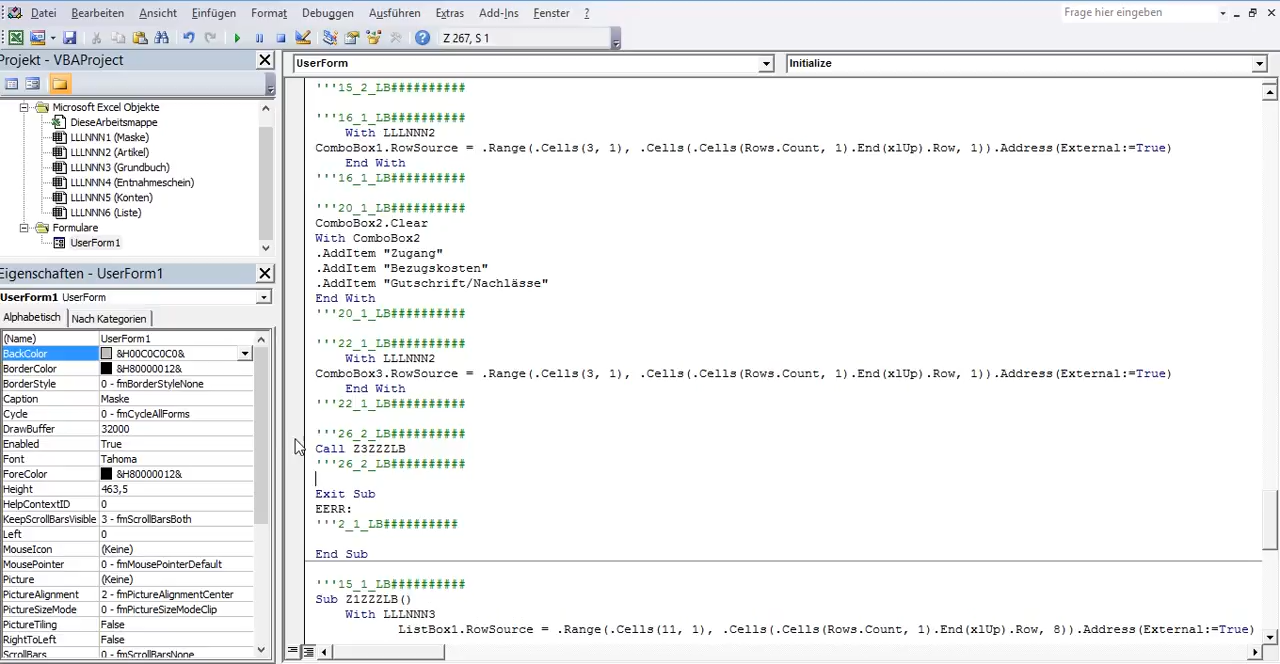 Datei Bearbeiten Ansicht Einfügen Format Debuggen Ausführen Extras Add-Ins Fenster ? Frage hier eingeben
Z 267, S 1
Projekt - VBAProject
Microsoft Excel Objekte
DieseArbeitsmappe
LLLNNN1 (Maske)
LLLNNN2 (Artikel)
LLLNNN3 (Grundbuch)
LLLNNN4 (Entnahmeschein)
LLLNNN5 (Konten)
LLLNNN6 (Liste)
Formulare
UserForm1
Eigenschaften - UserForm1
UserForm1 UserForm
Alphabetisch Nach Kategorien
(Name) UserForm1
BackColor &H00C0C0C0&
BorderColor &H80000012&
BorderStyle 0 - fmBorderStyleNone
Caption Maske
Cycle 0 - fmCycleAllForms
DrawBuffer 32000
Enabled True
Font Tahoma
ForeColor &H80000012&
Height 463,5
HelpContextID 0
KeepScrollBarsVisible 3 - fmScrollBarsBoth
Left 0
MouseIcon (Keine)
MousePointer 0 - fmMousePointerDefault
Picture (Keine)
PictureAlignment 2 - fmPictureAlignmentCenter
PictureSizeMode 0 - fmPictureSizeModeClip
PictureTiling False
RightToLeft False
ScrollBars 0 - fmScrollBarsNone
UserForm Initialize
'''15_2_LB##########
'''16_1_LB##########
With LLLNNN2
ComboBox1.RowSource = .Range(.Cells(3, 1), .Cells(.Cells(Rows.Count, 1).End(xlUp).Row, 1)).Address(External:=True)
End With
'''16_1_LB##########
'''20_1_LB##########
ComboBox2.Clear
With ComboBox2
.AddItem "Zugang"
.AddItem "Bezugskosten"
.AddItem "Gutschrift/Nachlässe"
End With
'''20_1_LB##########
'''22_1_LB##########
With LLLNNN2
ComboBox3.RowSource = .Range(.Cells(3, 1), .Cells(.Cells(Rows.Count, 1).End(xlUp).Row, 1)).Address(External:=True)
End With
'''22_1_LB##########
'''26_2_LB##########
Call Z3ZZZLB
'''26_2_LB##########
Exit Sub
EERR:
'''2_1_LB##########
End Sub
'''15_1_LB##########
Sub Z1ZZZLB()
With LLLNNN3
ListBox1.RowSource = .Range(.Cells(11, 1), .Cells(.Cells(Rows.Count, 1).End(xlUp).Row, 8)).Address(External:=True)